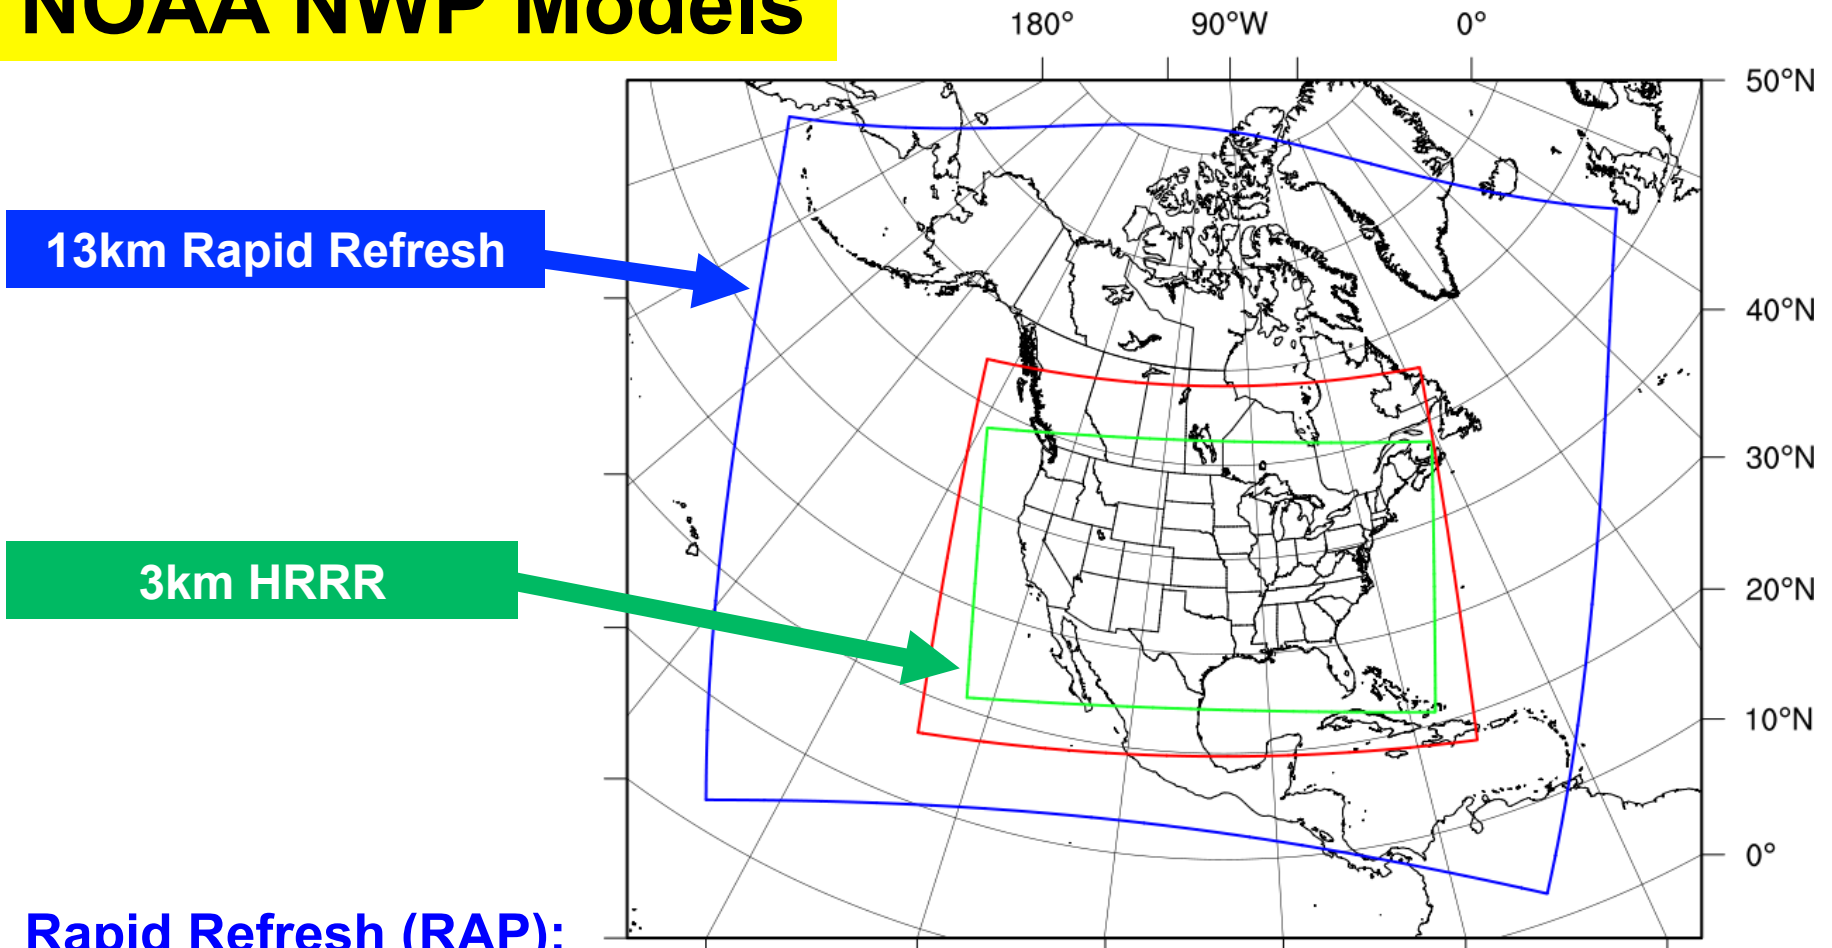 NOAA NWP Models
180° 90°W 0°
50°N
13km Rapid Refresh
40°N
30°N
3km HRRR
20°N
10°N
0°
Rapid Refresh (RAP):